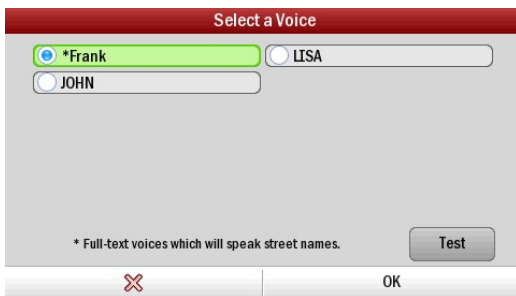 Select a Voice
*Frank
LISA
JOHN
* Full-text voices which will speak street names.
Test
OK